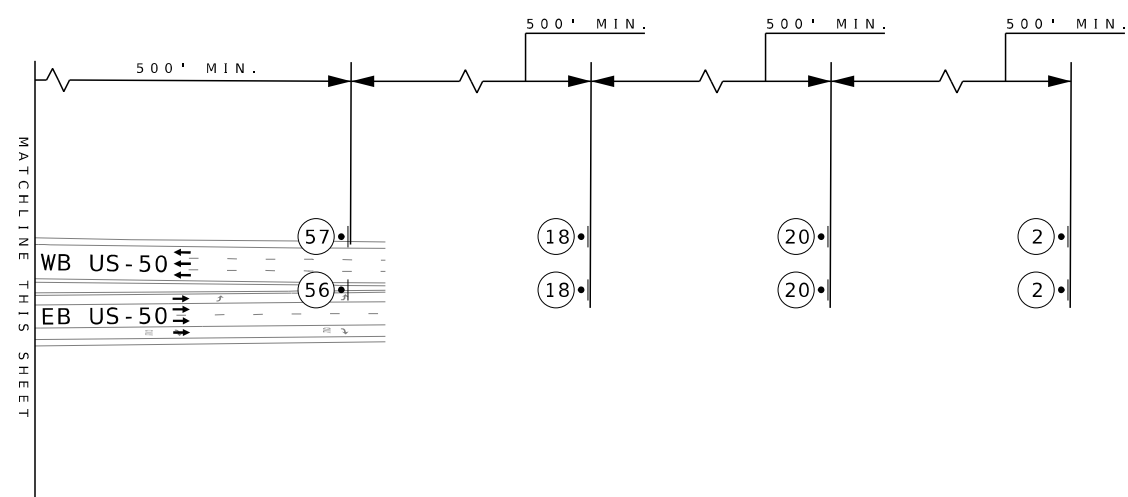 500' MIN.
500' MIN.
500' MIN.
500' MIN.
MATCHLINE THIS SHEET
57
18
20
2
WB US-50
56
18
20
2
EB US-50